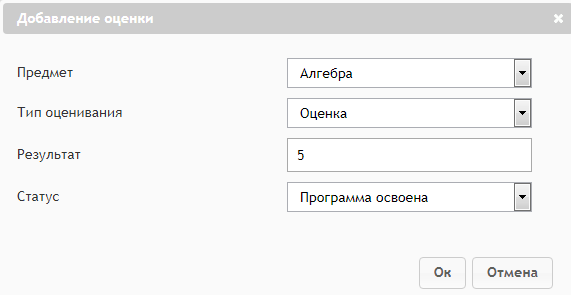 Добавление оценки
Предмет Алгебра
Тип оценивания Оценка
Результат 5
Статус Программа освоена
Ок Отмена